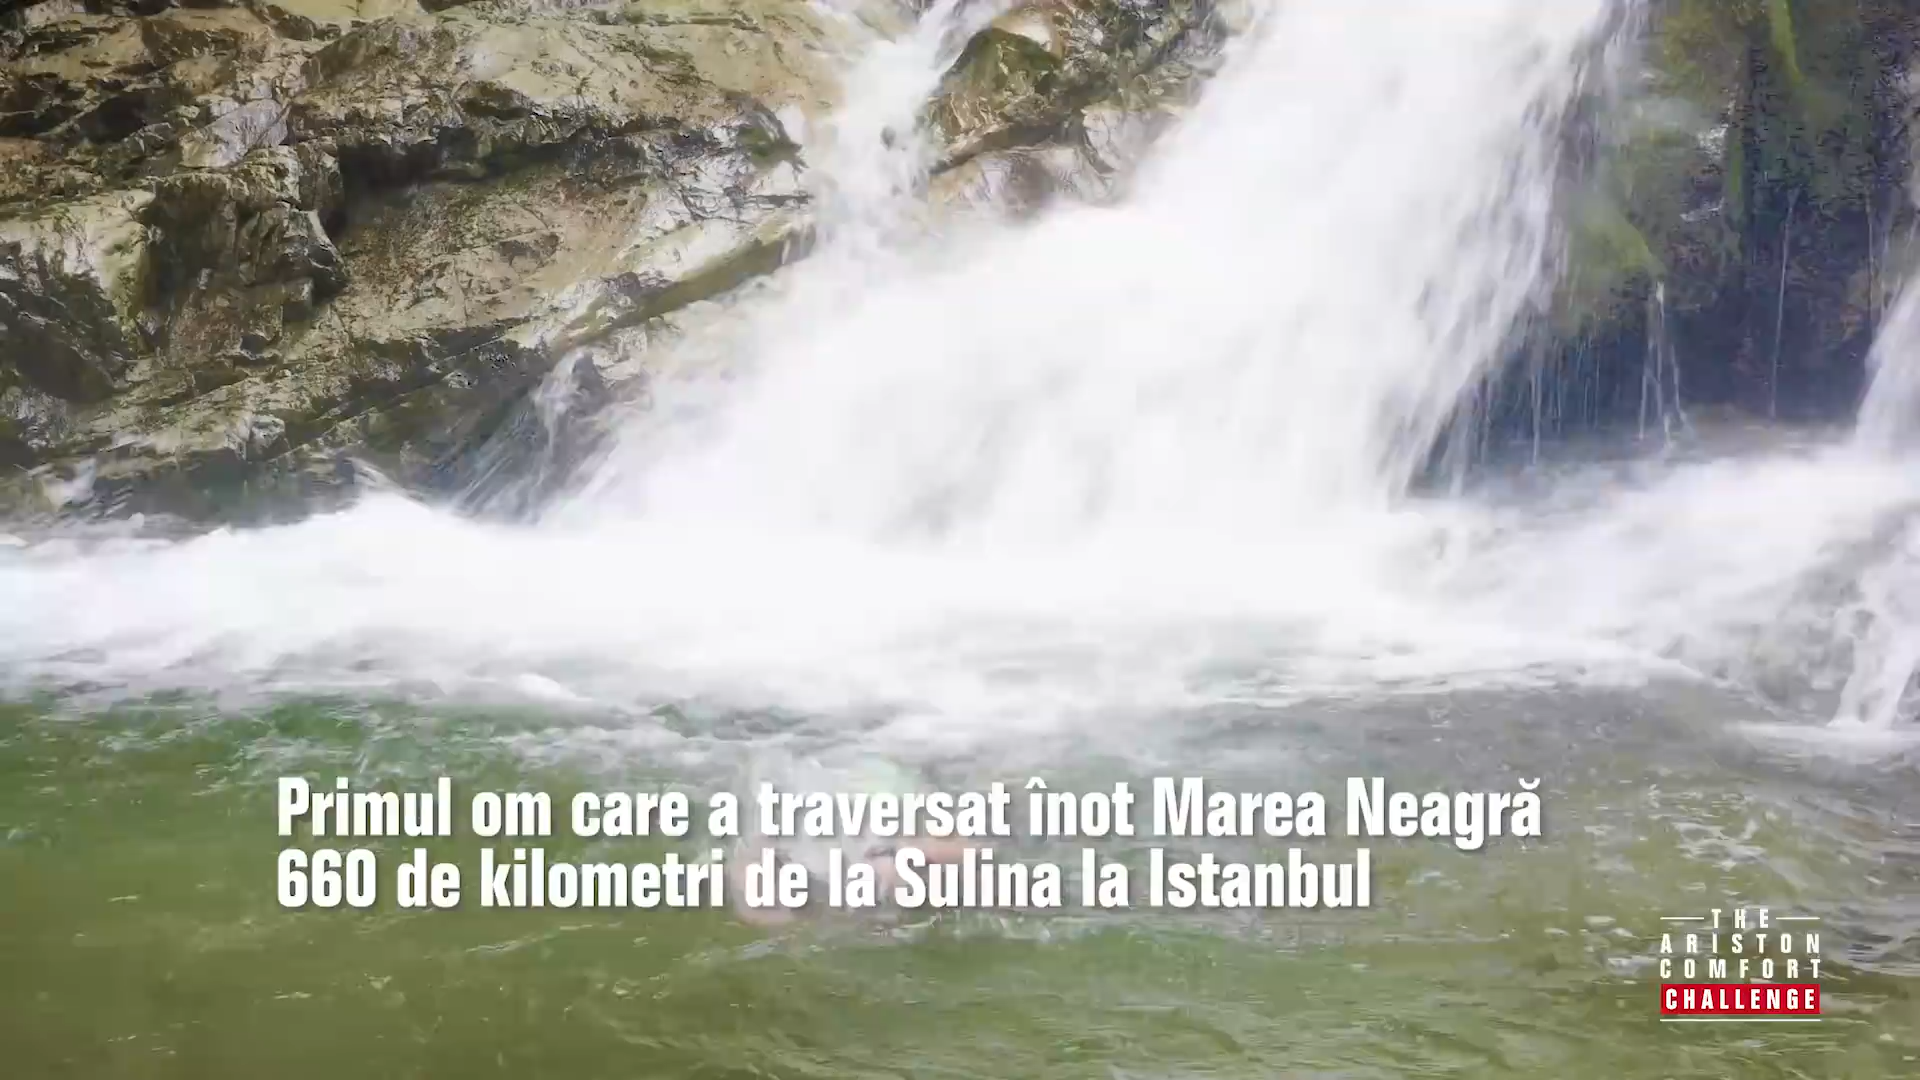 Primul om care a traversat înot Marea Neagră
660 de kilometri de la Sulina la Istanbul
THE
ARISTON
COMFORT
CHALLENGE